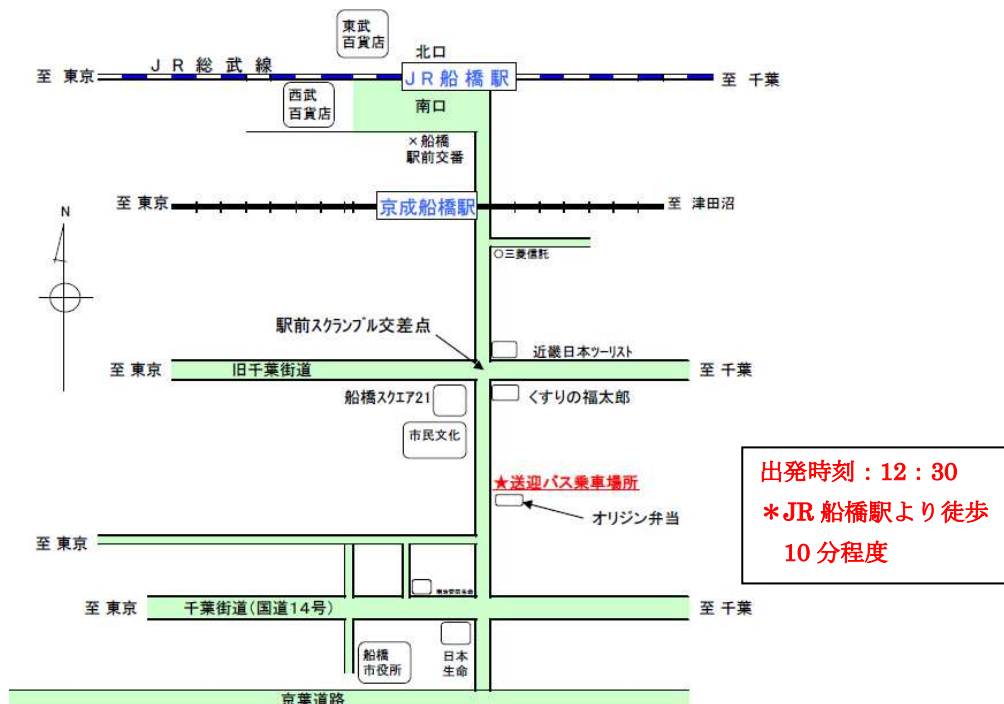 東武
百貨店
北口
JR総武線
至 東京
JR船橋駅
至 千葉
西武
百貨店
南口
×船橋
駅前交番
至 東京
京成船橋駅
至 津田沼
N
○三菱信託
駅前スクランブル交差点
近畿日本ツーリスト
至 東京
旧千葉街道
至 千葉
船橋スクエア21
くすりの福太郎
市民文化
出発時刻：12：30
＊JR 船橋駅より徒歩
10 分程度
★送迎バス乗車場所
オリジン弁当
至 東京
明治安田生命
至 東京
千葉街道(国道14号)
至 千葉
船橋
市役所
日本
生命
京葉道路